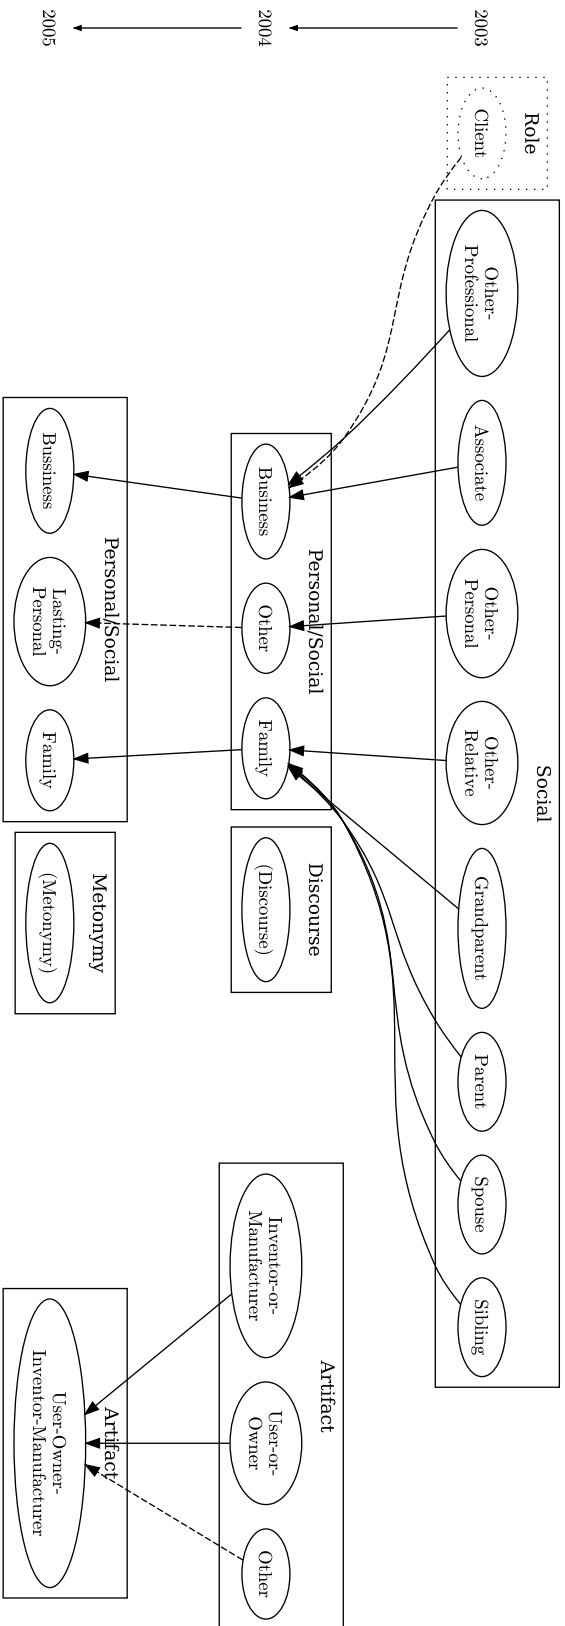 2003
2004
2005
Role
Client
Social
Other-
Professional
Associate
Other-
Personal
Other-
Relative
Grandparent
Parent
Spouse
Sibling
Personal/Social
Business
Other
Family
Discourse
(Discourse)
Artifact
Inventor-or-
Manufacturer
User-or-
Owner
Other
Personal/Social
Bussiness
Lasting-
Personal
Family
Metonymy
(Metonymy)
Artifact
User-Owner-
Inventor-Manufacturer